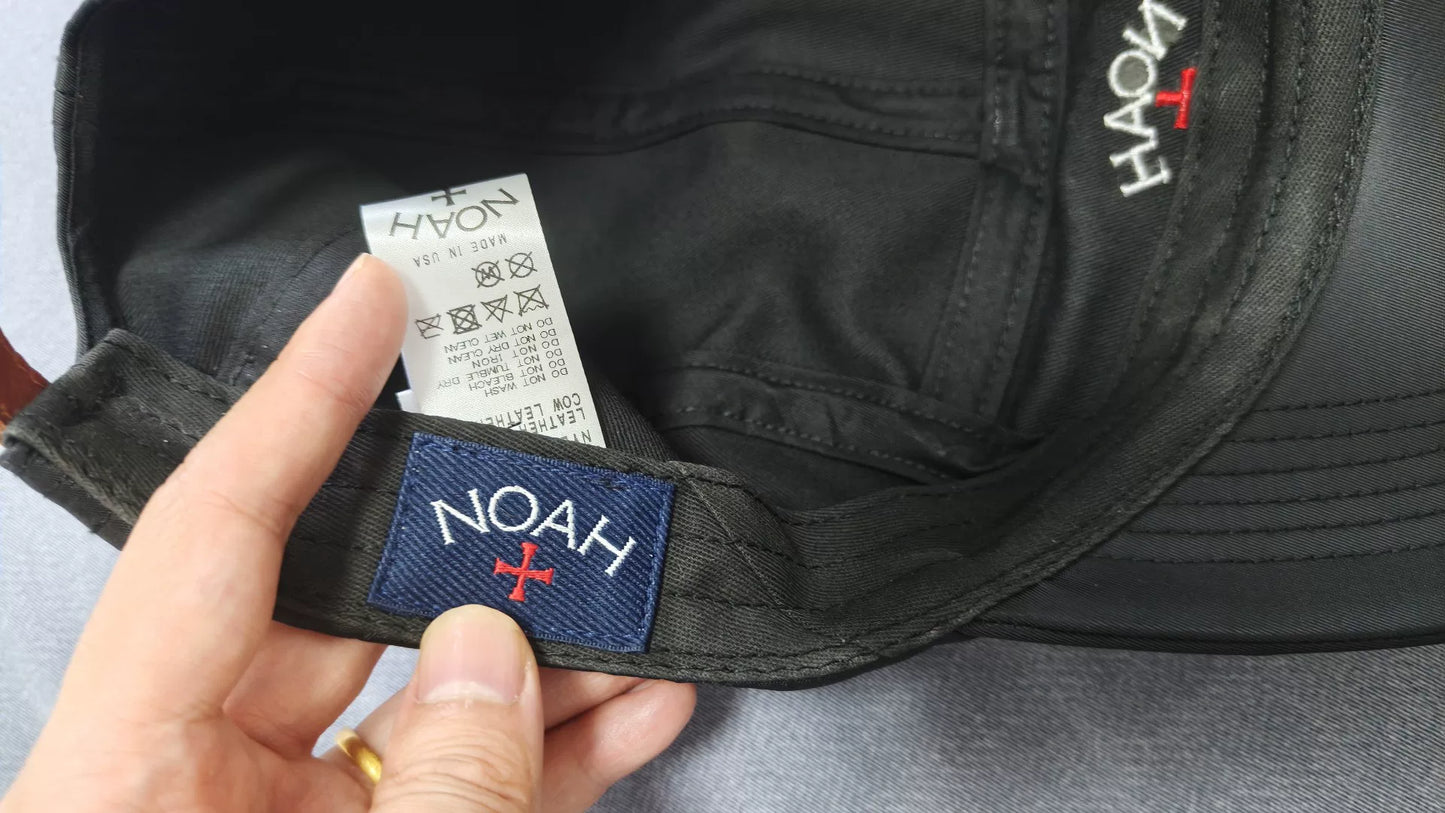 NOAH
LEATHER
COW LEATHER
DO NOT WASH
DO NOT BLEACH
DO NOT TUMBLE DRY
DO NOT IRON
DO NOT DRY CLEAN
DO NOT WET CLEAN
MADE IN USA
NOAH
NOAH